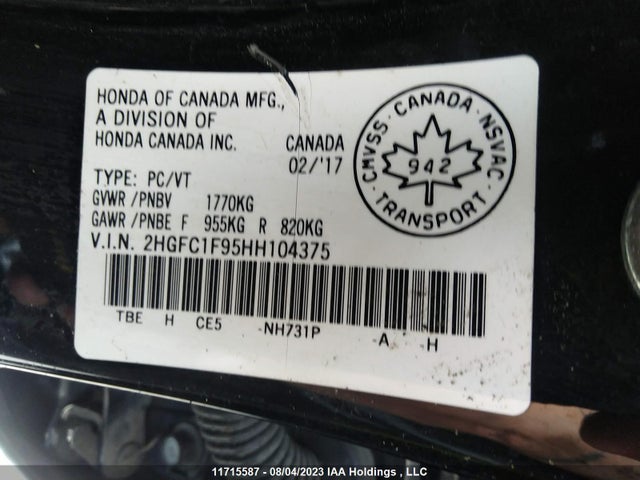 HONDA OF CANADA MFG.,
A DIVISION OF
HONDA CANADA INC.
CANADA
02/'17
TYPE: PC/VT
GVWR /PNBV 1770KG
GAWR /PNBE F 955KG R 820KG
V.I.N. 2HGFC1F95HH104375
TBE H CE5 -NH731P -A -H
CMVSS · CANADA · NSVAC
942
· TRANSPORT ·
11715587 - 08/04/2023 IAA Holdings , LLC